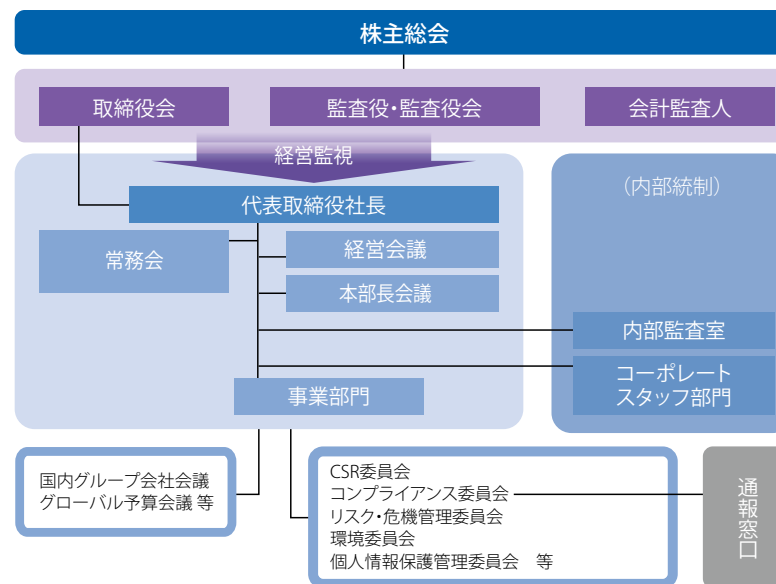 株主総会
取締役会
監査役・監査役会
会計監査人
経営監視
代表取締役社長
(内部統制)
常務会
経営会議
本部長会議
内部監査室
コーポレート
スタッフ部門
事業部門
国内グループ会社会議
グローバル予算会議 等
CSR委員会
コンプライアンス委員会
リスク・危機管理委員会
環境委員会
個人情報保護管理委員会　等
通報窓口